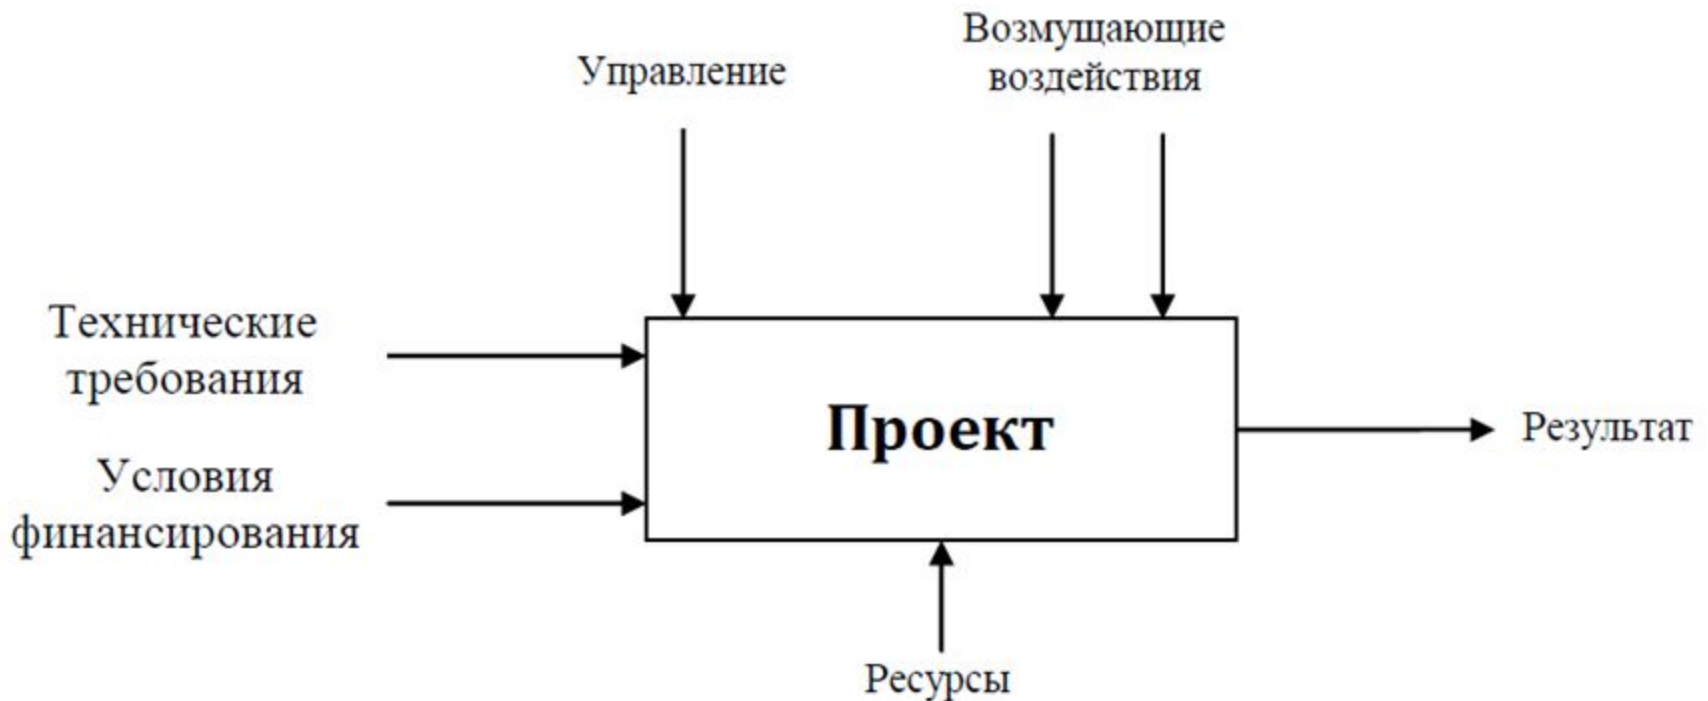 Управление
Возмущающие
воздействия
Технические
требования
Условия
финансирования
Проект
Результат
Ресурсы